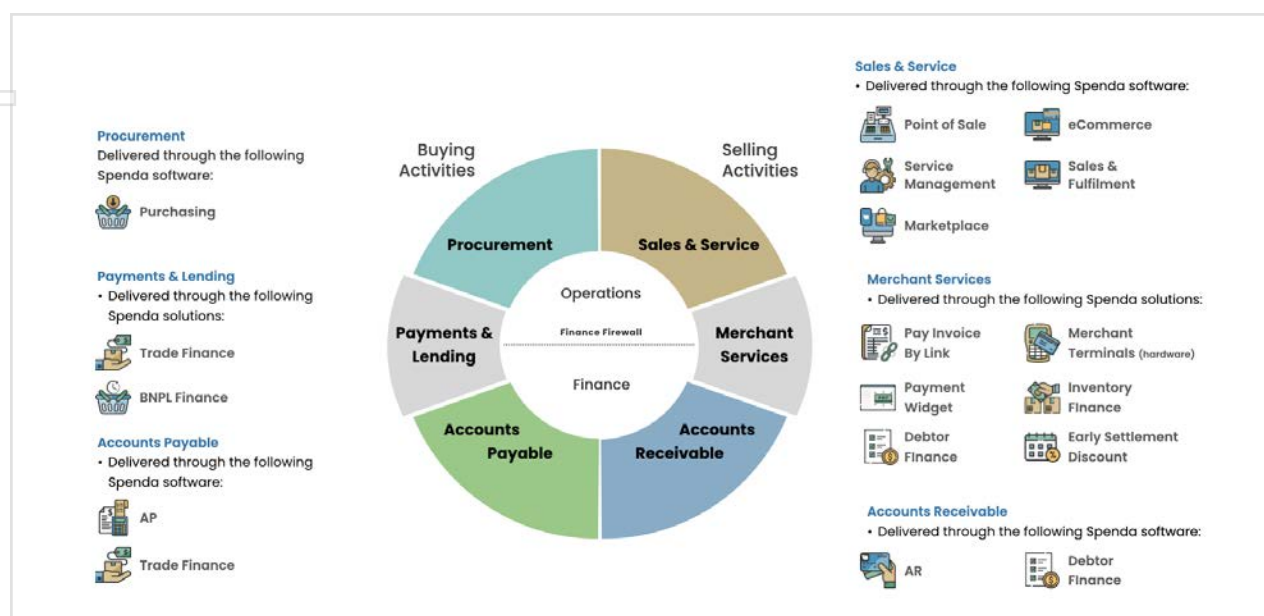 Procurement
Delivered through the following
Spenda software:
Purchasing
Payments & Lending
• Delivered through the following
Spenda solutions:
Trade Finance
BNPL Finance
Accounts Payable
• Delivered through the following
Spenda software:
AP
Trade Finance
Buying
Activities
Selling
Activities
Procurement
Sales & Service
Operations
Finance Firewall
Finance
Payments &
Lending
Merchant
Services
Accounts
Payable
Accounts
Receivable
Sales & Service
• Delivered through the following Spenda software:
Point of Sale
eCommerce
Service
Management
Sales &
Fulfilment
Marketplace
Merchant Services
• Delivered through the following Spenda solutions:
Pay Invoice
By Link
Merchant
Terminals (hardware)
Payment
Widget
Inventory
Finance
Debtor
Finance
Early Settlement
Discount
Accounts Receivable
• Delivered through the following Spenda software:
AR
Debtor
Finance